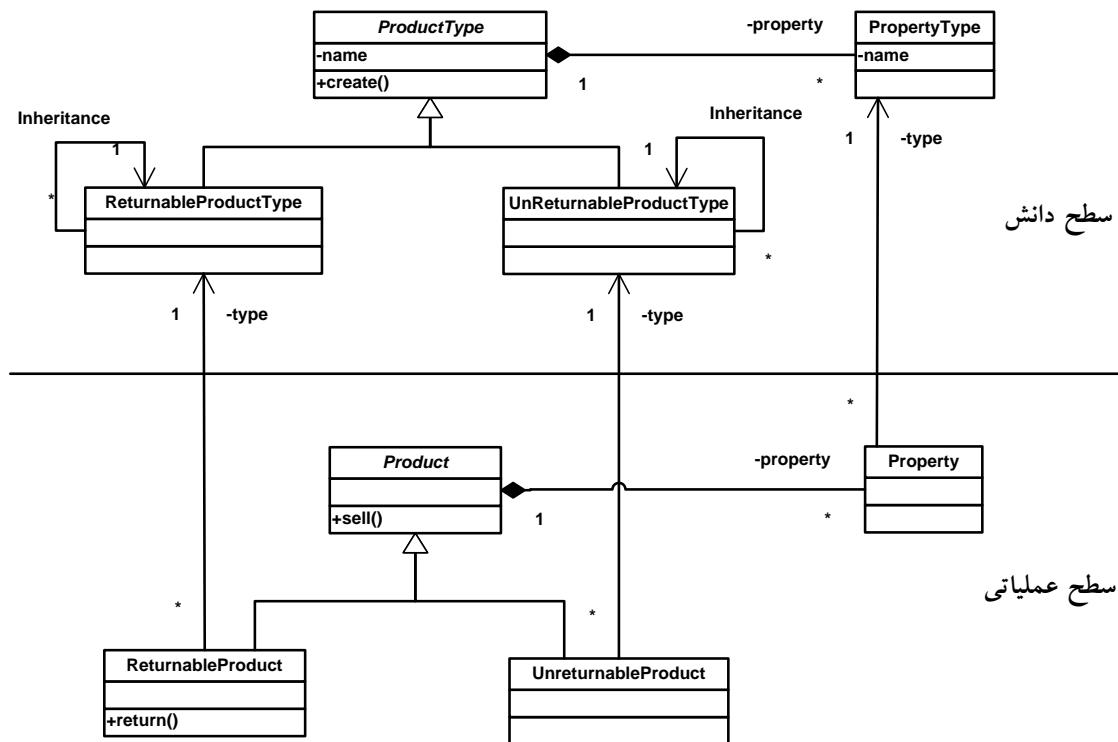 ProductType
-name
+create()
-property
1
*
PropertyType
-name
Inheritance
1
*
ReturnableProductType
Inheritance
1
*
UnReturnableProductType
1
-type
سطح دانش
1
-type
1
-type
*
Product
+sell()
-property
1
*
Property
سطح عملیاتی
*
*
ReturnableProduct
+return()
UnreturnableProduct